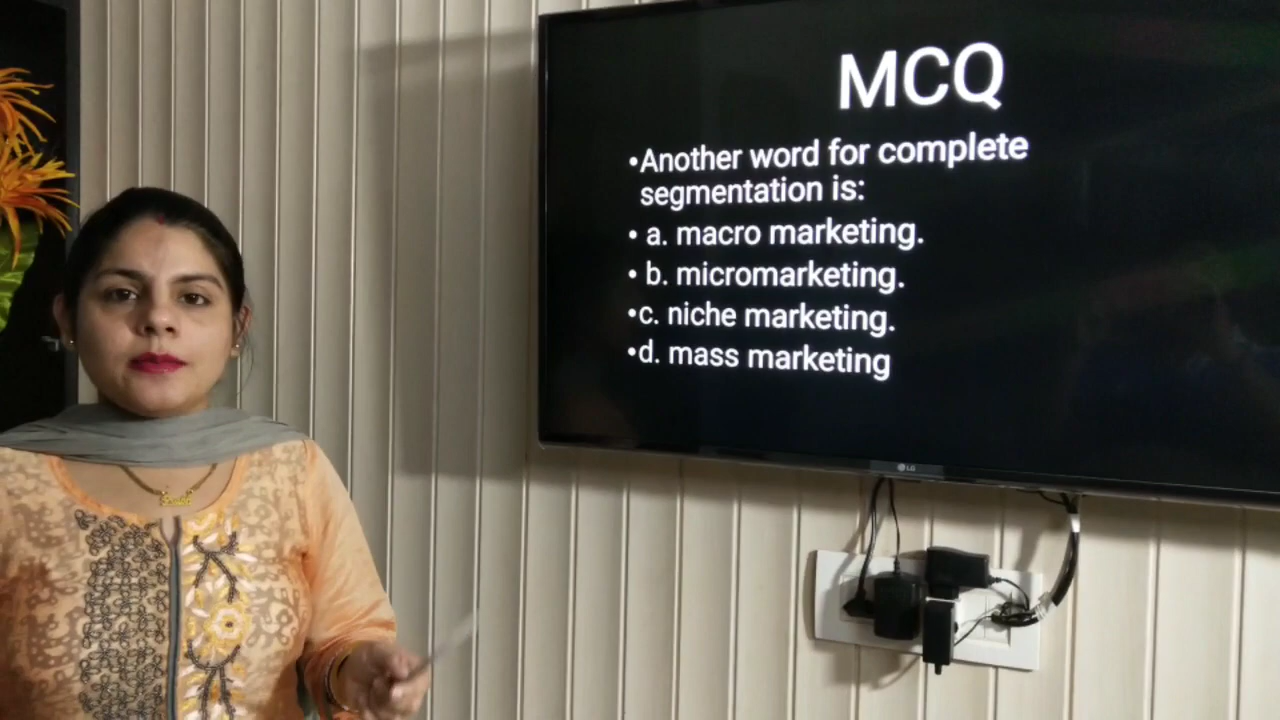 MCQ
•Another word for complete
segmentation is:
• a. macro marketing.
• b. micromarketing.
•c. niche marketing.
•d. mass marketing
LG